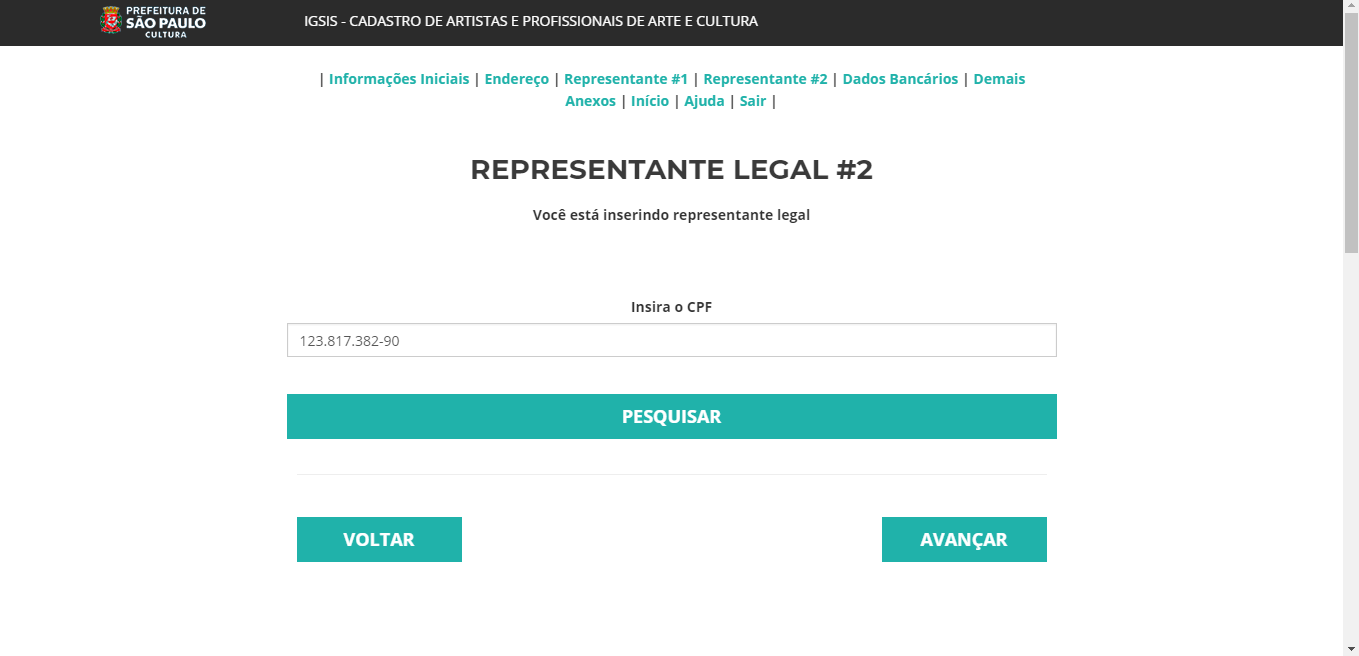 PREFEITURA DE
SÃO PAULO
CULTURA
IGSIS - CADASTRO DE ARTISTAS E PROFISSIONAIS DE ARTE E CULTURA
| Informações Iniciais | Endereço | Representante #1 | Representante #2 | Dados Bancários | Demais
Anexos | Início | Ajuda | Sair |
REPRESENTANTE LEGAL #2
Você está inserindo representante legal
Insira o CPF
123.817.382-90
PESQUISAR
VOLTAR
AVANÇAR